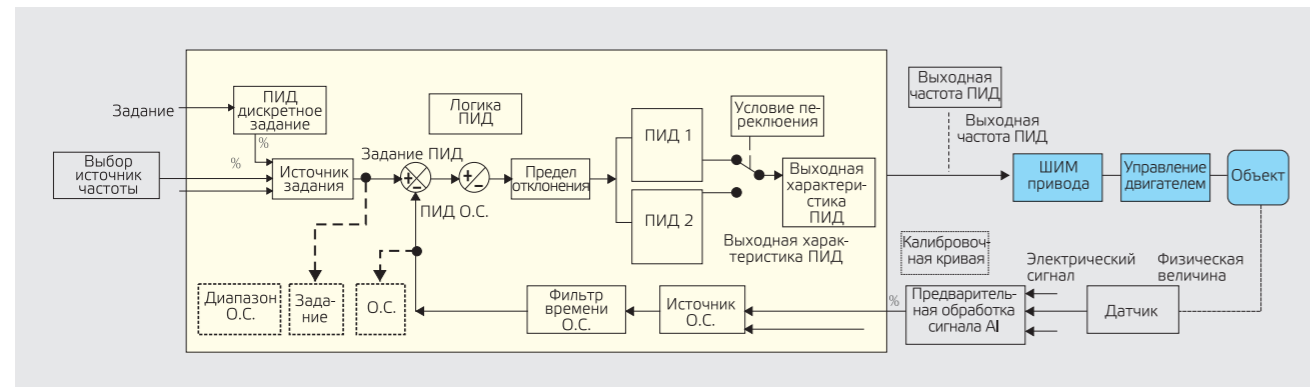 Задание
ПИД
дискретное
задание
%
Выбор
источник
частоты
%
Источник
задания
Задание ПИД
Логика
ПИД
ПИД О.С.
Предел
отклонения
ПИД 1
ПИД 2
Условие пе-
реклюения
Выходная
характери-
стика
ПИД
Выходная харак-
теристика ПИД
Выходная
частота ПИД
Выходная
частота ПИД
ШИМ
привода
Управление
двигателем
Объект
Диапазон
О.С.
Зада-
ние
О.С.
Фильтр
времени
О.С.
Источник
О.С.
%
Калибровоч-
ная кривая
Предваритель-
ная обработка
сигнала AI
Электрический
сигнал
Датчик
Физическая
величина